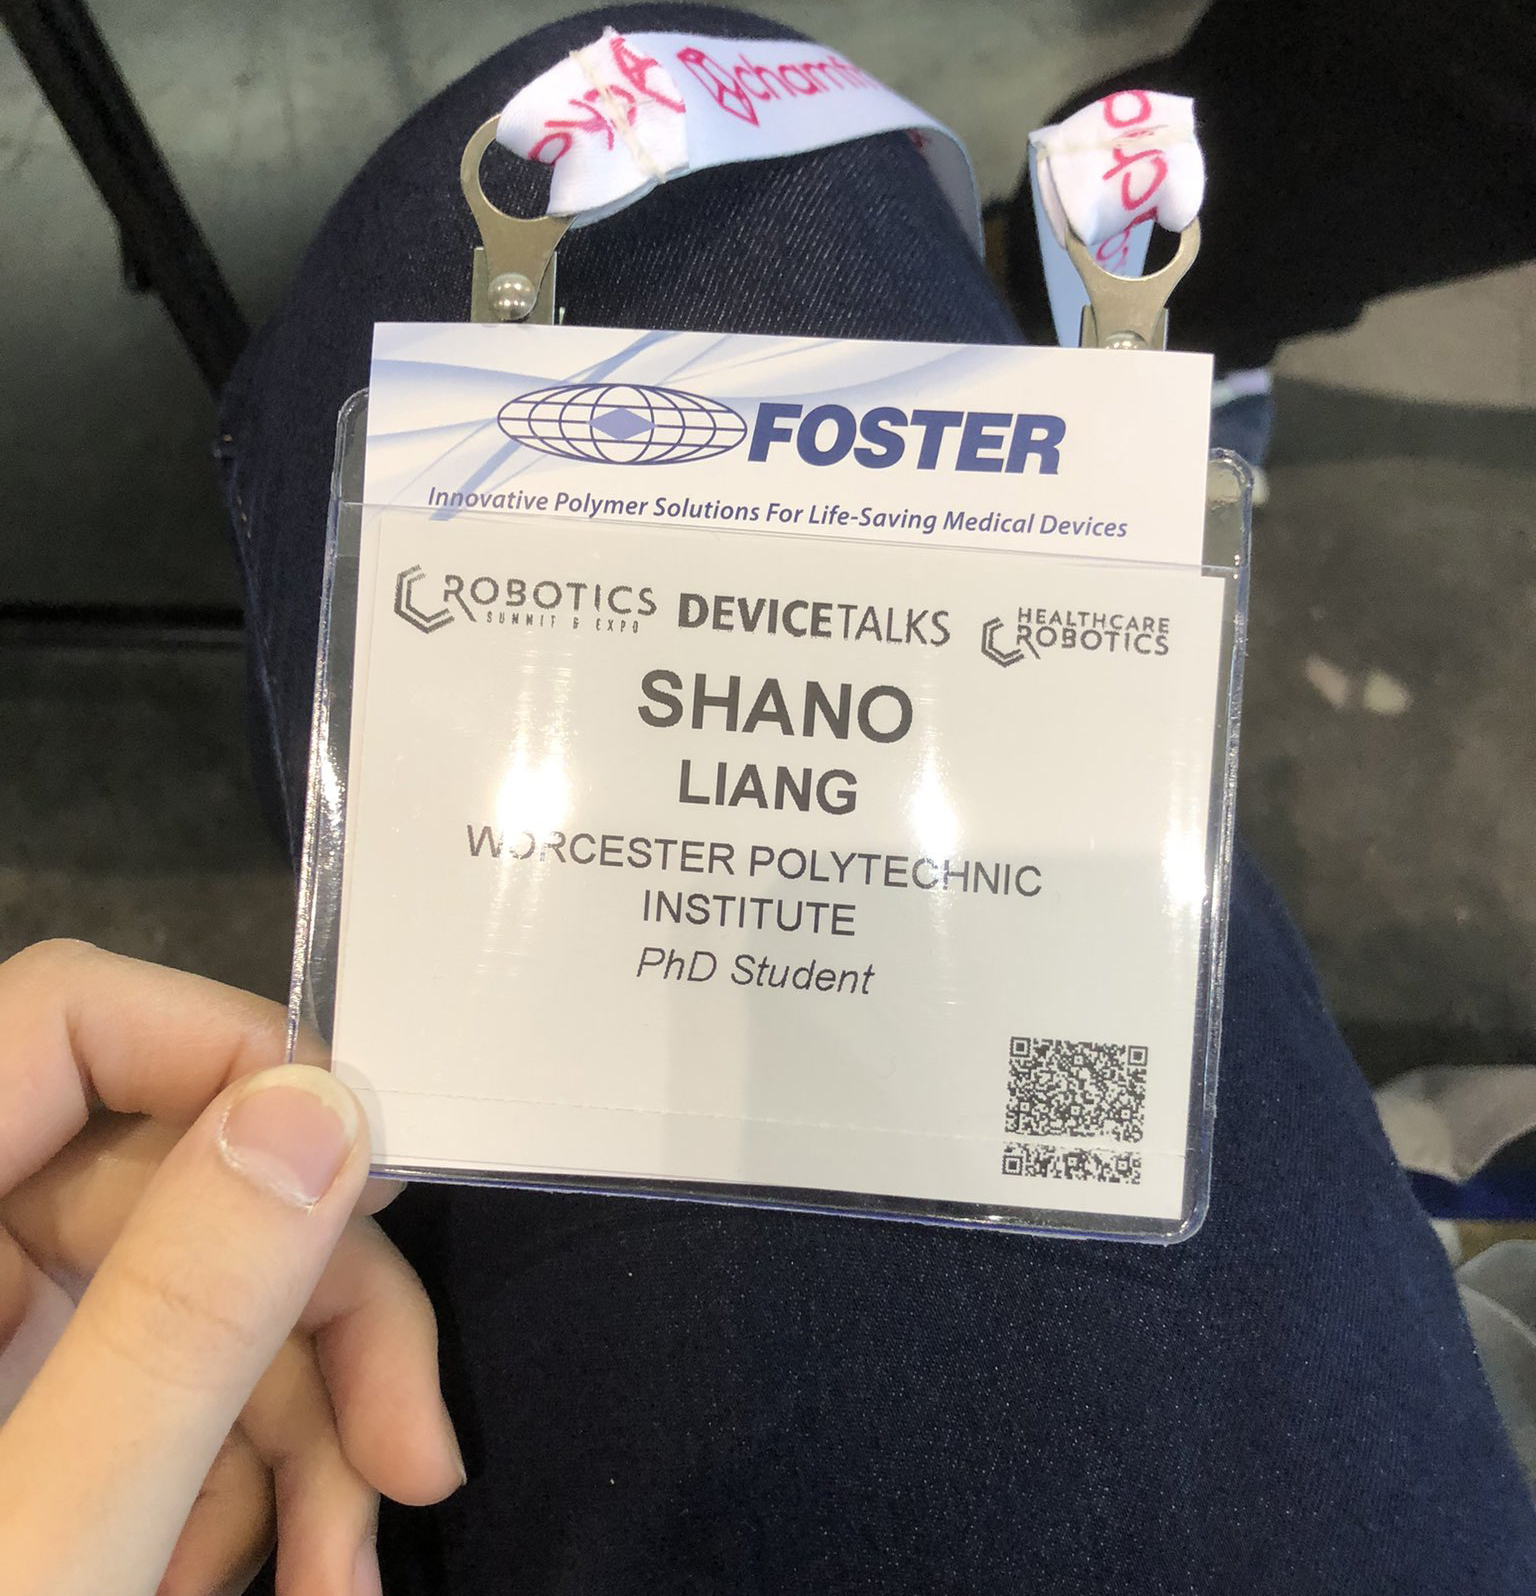 FOSTER
Innovative Polymer Solutions For Life-Saving Medical Devices
ROBOTICS
SUMMIT & EXPO
DEVICETALKS
HEALTHCARE
ROBOTICS
SHANO
LIANG
WORCESTER POLYTECHNIC
INSTITUTE
PhD Student